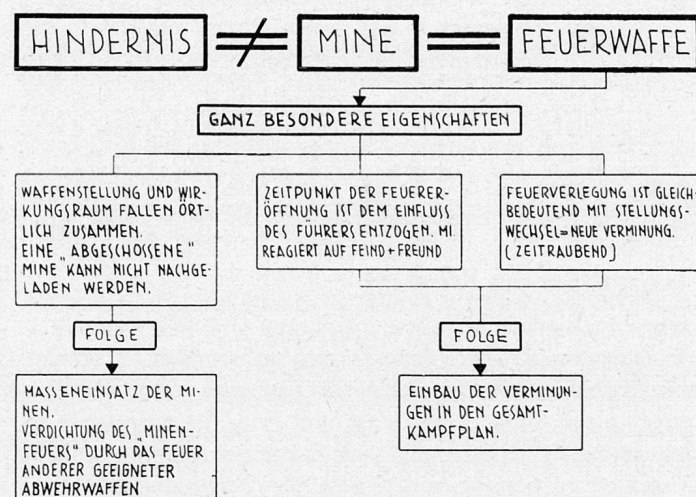 HINDERNIS ≠ MINE = FEUERWAFFE
GANZ BESONDERE EIGENSCHAFTEN
WAFFENSTELLUNG UND WIR-
KUNGSRAUM FALLEN ÖRT-
LICH ZUSAMMEN.
EINE „ABGESCHOSSENE"
MINE KANN NICHT NACHGE-
LADEN WERDEN.
ZEITPUNKT DER FEUERER-
ÖFFNUNG IST DEM EINFLUSS
DES FÜHRERS ENTZOGEN. MI.
REAGIERT AUF FEIND+FREUND
FEUERVERLEGUNG IST GLEICH-
BEDEUTEND MIT STELLUNGS-
WECHSEL=NEUE VERMINUNG.
(ZEITRAUBEND)
FOLGE
FOLGE
MASSENEINSATZ DER MI-
NEN.
VERDICHTUNG DES „MINEN-
FEUERS" DURCH DAS FEUER
ANDERER GEEIGNETER
ABWEHRWAFFEN
EINBAU DER VERMINUN-
GEN IN DEN GESAMT-
KAMPFPLAN.